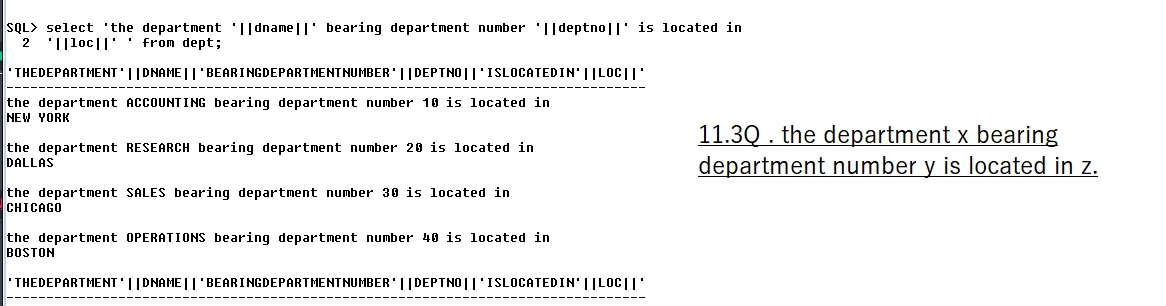 SQL> select 'the department '||dname||' bearing department number '||deptno||' is located in
2 '||loc||' ' from dept;
'THEDEPARTMENT'||DNAME||'BEARINGDEPARTMENTNUMBER'||DEPTNO||'ISLOCATEDIN'||LOC||'
--------------------------------------------------------------------------------
the department ACCOUNTING bearing department number 10 is located in
NEW YORK
the department RESEARCH bearing department number 20 is located in
DALLAS
the department SALES bearing department number 30 is located in
CHICAGO
the department OPERATIONS bearing department number 40 is located in
BOSTON
'THEDEPARTMENT'||DNAME||'BEARINGDEPARTMENTNUMBER'||DEPTNO||'ISLOCATEDIN'||LOC||'
--------------------------------------------------------------------------------
11.3Q . the department x bearing
department number y is located in z.